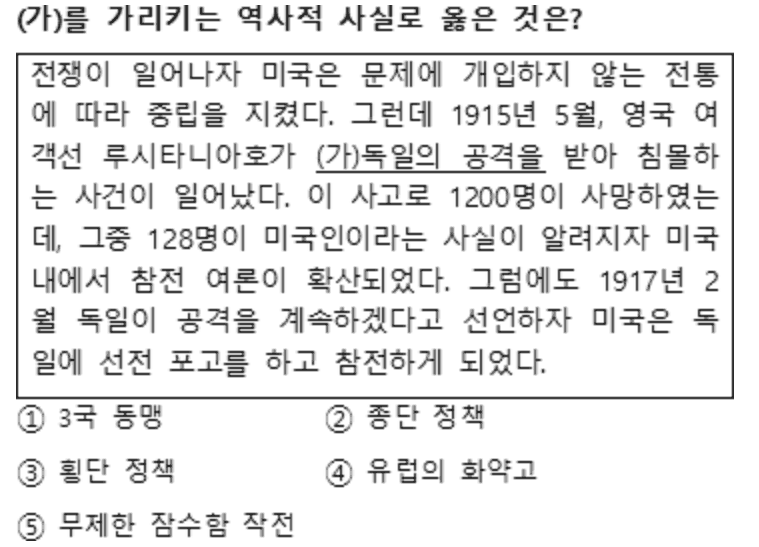 (가)를 가리키는 역사적 사실로 옳은 것은?
전쟁이 일어나자 미국은 문제에 개입하지 않는 전통
에 따라 중립을 지켰다. 그런데 1915년 5월, 영국 여
객선 루시타니아호가 (가)독일의 공격을 받아 침몰하
는 사건이 일어났다. 이 사고로 1200명이 사망하였는
데, 그중 128명이 미국인이라는 사실이 알려지자 미국
내에서 참전 여론이 확산되었다. 그럼에도 1917년 2
월 독일이 공격을 계속하겠다고 선언하자 미국은 독
일에 선전 포고를 하고 참전하게 되었다.
① 3국 동맹 ② 종단 정책
③ 횡단 정책 ④ 유럽의 화약고
⑤ 무제한 잠수함 작전